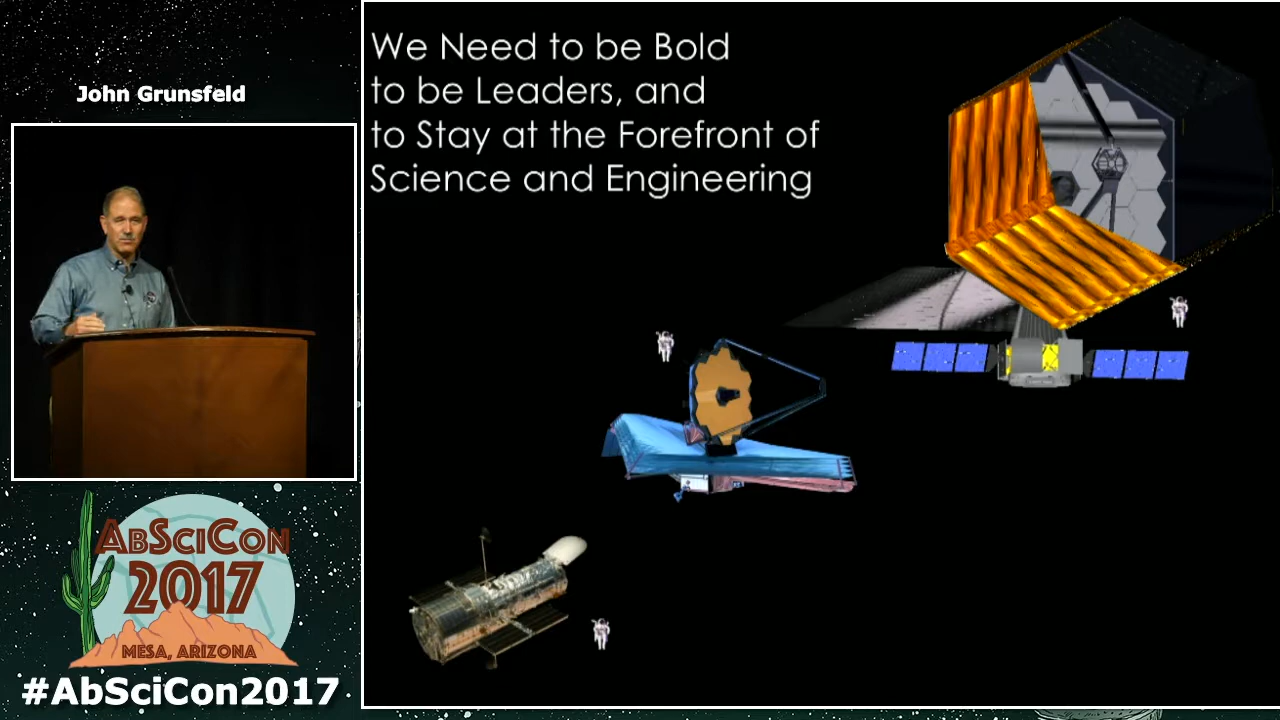 John Grunsfeld
We Need to be Bold
to be Leaders, and
to Stay at the Forefront of
Science and Engineering
AbSciCon
2017
MESA, ARIZONA
#AbSciCon2017